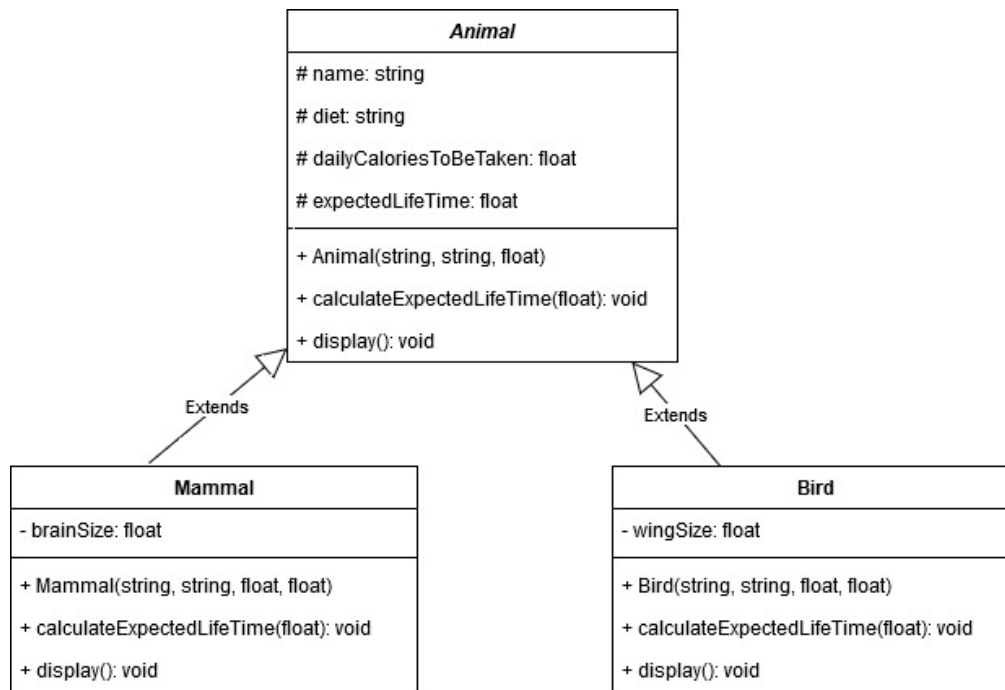 Animal
# name: string
# diet: string
# dailyCaloriesToBeTaken: float
# expectedLifeTime: float
+ Animal(string, string, float)
+ calculateExpectedLifeTime(float): void
+ display(): void
Extends
Extends
Mammal
- brainSize: float
+ Mammal(string, string, float, float)
+ calculateExpectedLifeTime(float): void
+ display(): void
Bird
- wingSize: float
+ Bird(string, string, float, float)
+ calculateExpectedLifeTime(float): void
+ display(): void